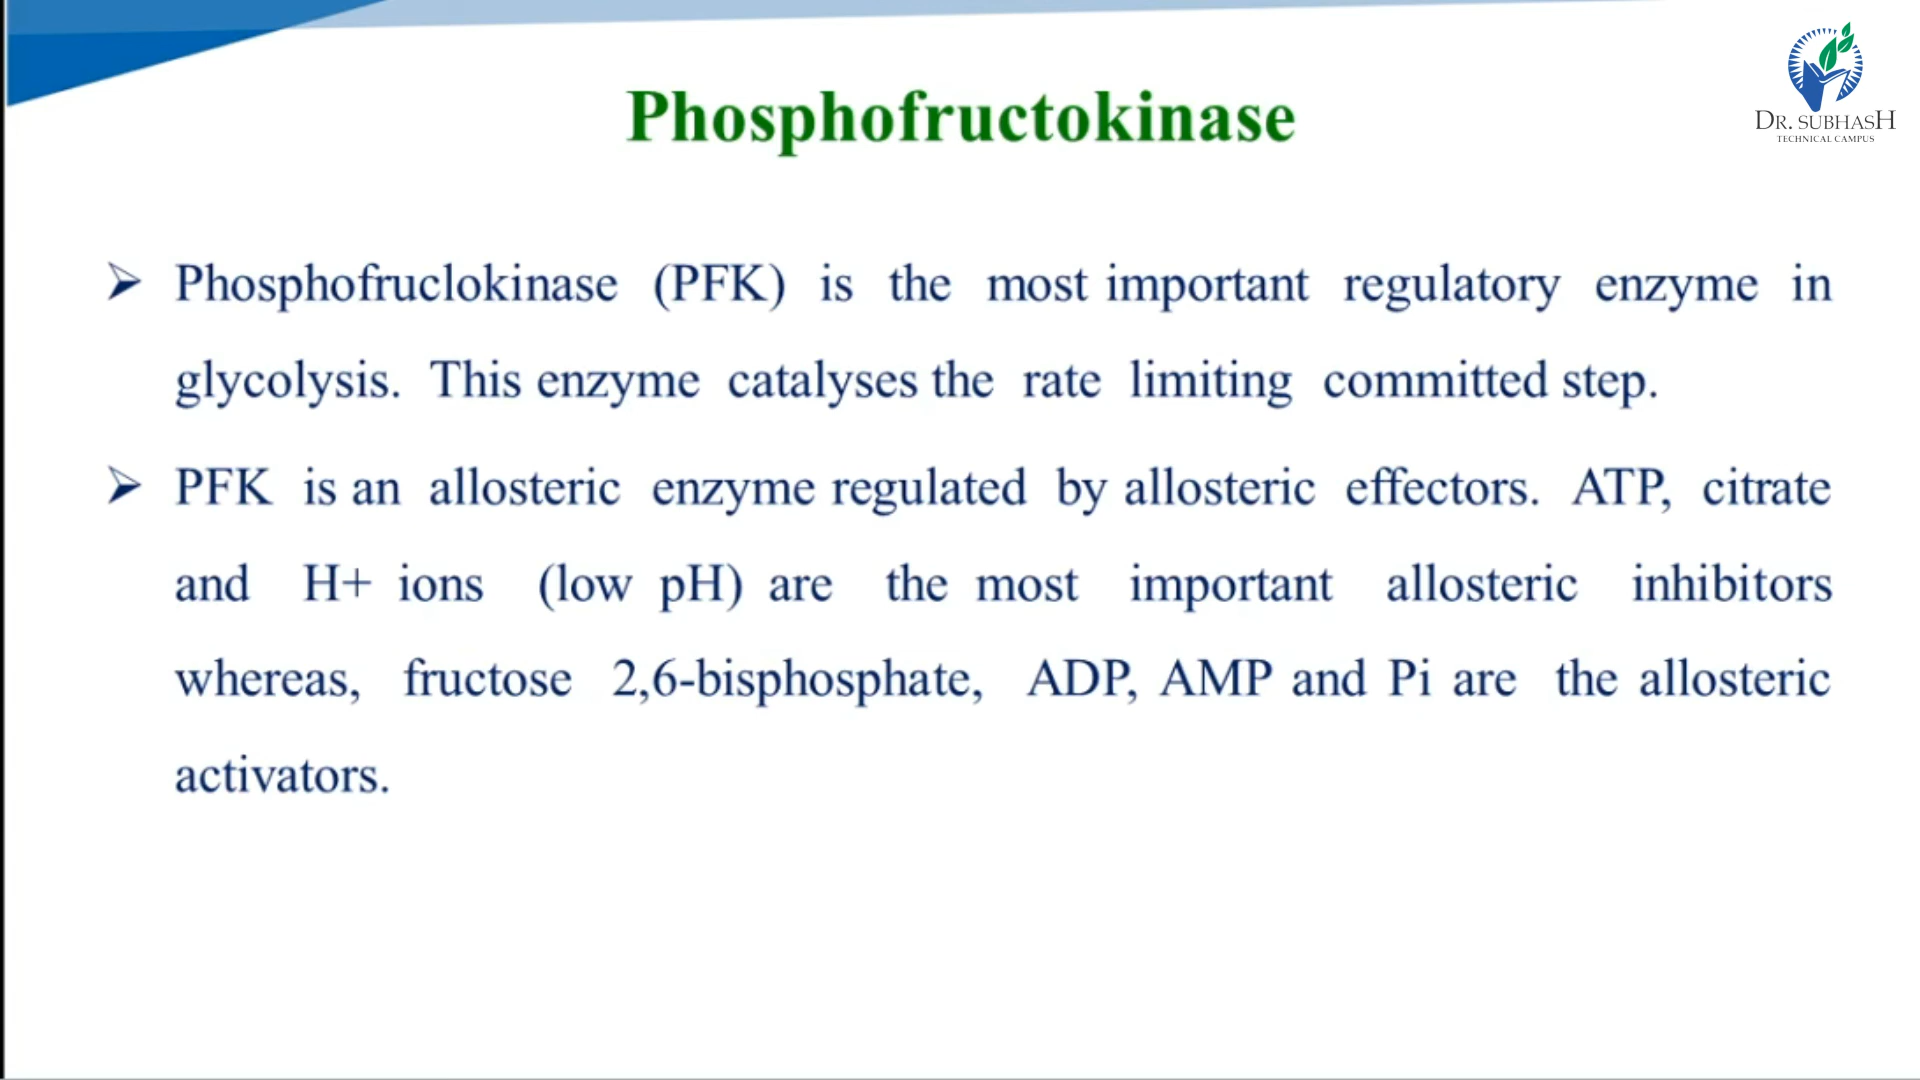 DR. SUBHASH
TECHNICAL CAMPUS
Phosphofructokinase
➢ Phosphofruclokinase (PFK) is the most important regulatory enzyme in
glycolysis. This enzyme catalyses the rate limiting committed step.
➢ PFK is an allosteric enzyme regulated by allosteric effectors. ATP, citrate
and H+ ions (low pH) are the most important allosteric inhibitors
whereas, fructose 2,6-bisphosphate, ADP, AMP and Pi are the allosteric
activators.